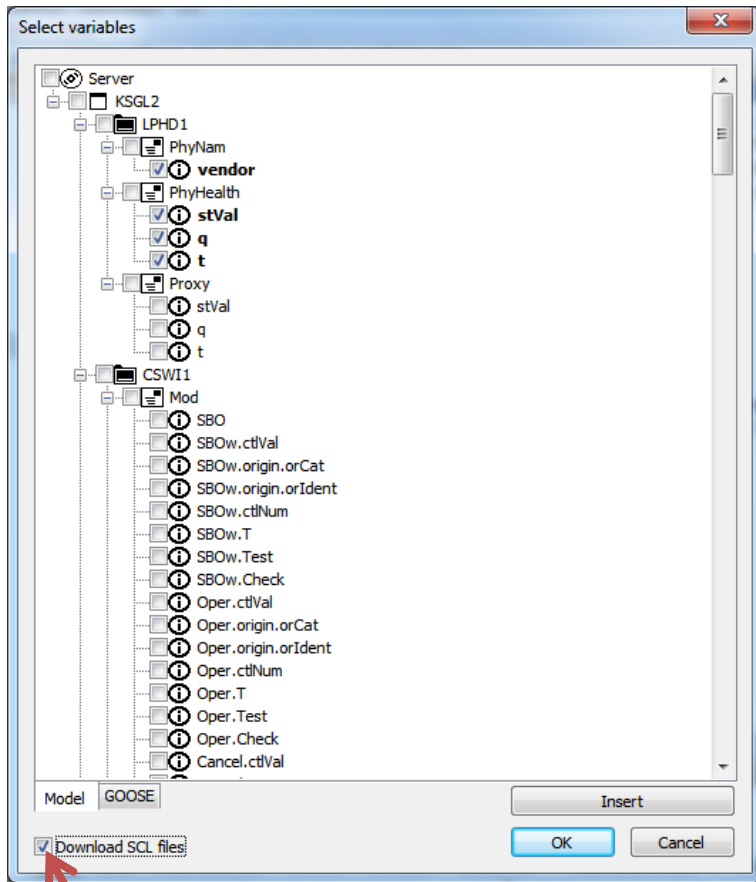 Select variables
Server
KSGL2
LPHD1
PhyNam
vendor
PhyHealth
stVal
q
t
Proxy
stVal
q
t
CSWI1
Mod
SBO
SBOw.ctlVal
SBOw.origin.orCat
SBOw.origin.orIdent
SBOw.ctlNum
SBOw.T
SBOw.Test
SBOw.Check
Oper.ctlVal
Oper.origin.orCat
Oper.origin.orIdent
Oper.ctlNum
Oper.T
Oper.Test
Oper.Check
Cancel.ctlVal
Model GOOSE Insert
Download SCL files OK Cancel